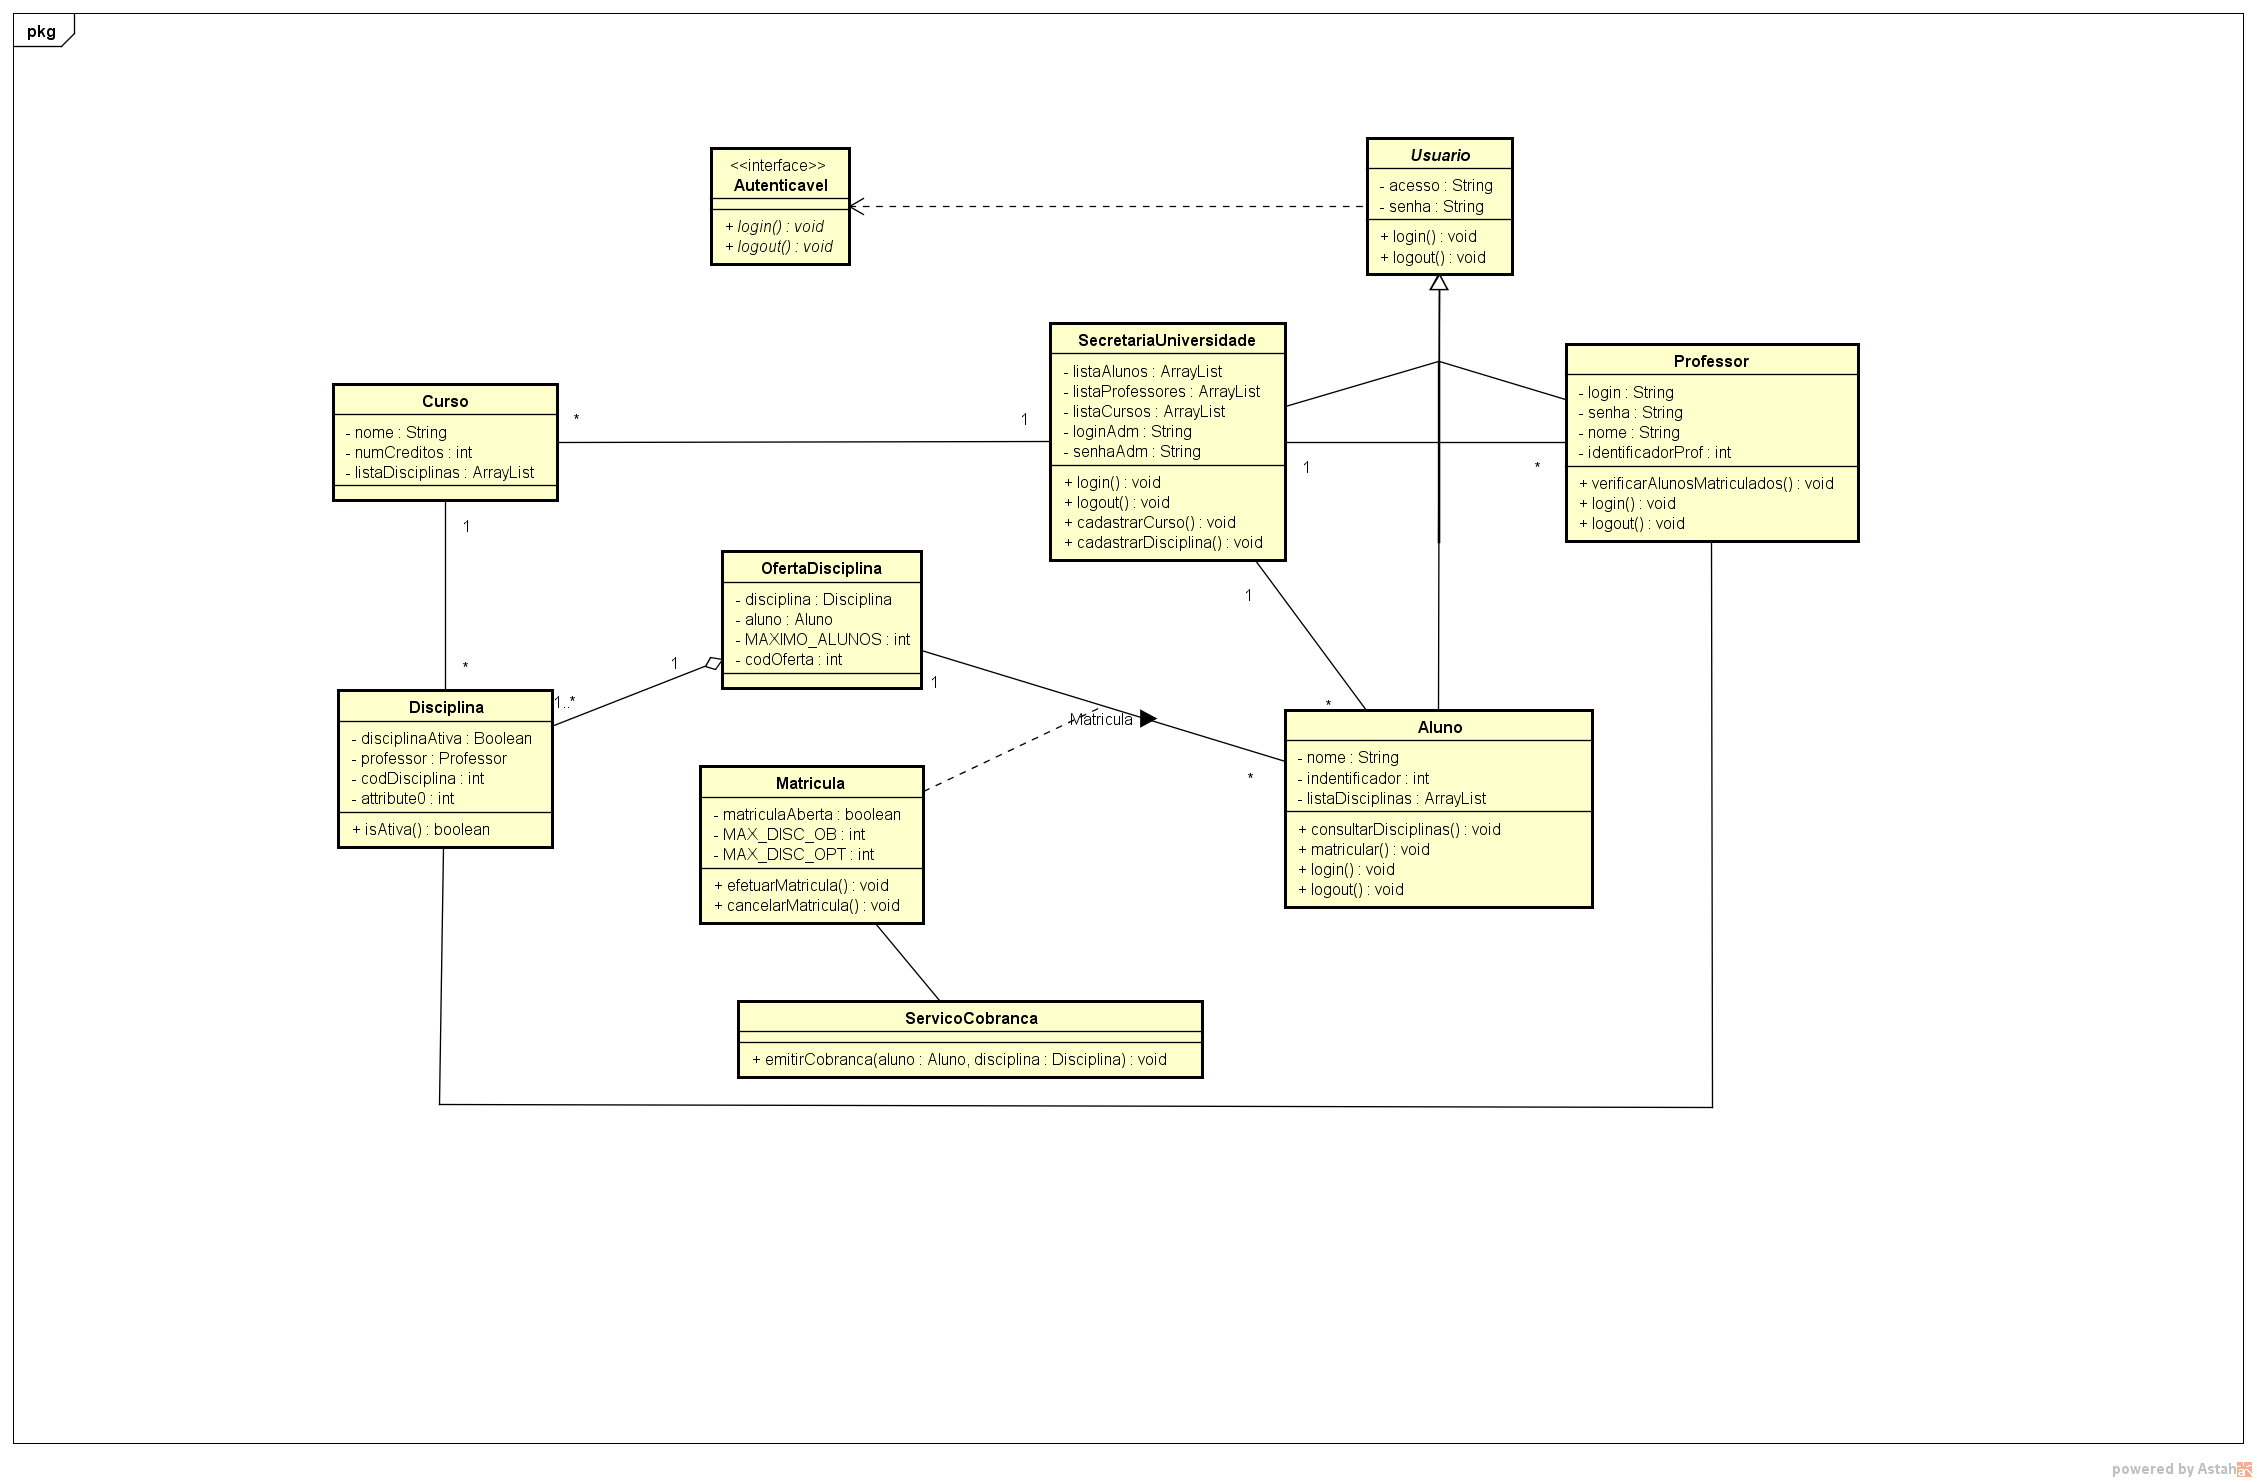 pkg
<<interface>>
Autenticavel
+ login() : void
+ logout() : void
Usuario
- acesso : String
- senha : String
+ login() : void
+ logout() : void
SecretariaUniversidade
- listaAlunos : ArrayList
- listaProfessores : ArrayList
- listaCursos : ArrayList
- loginAdm : String
- senhaAdm : String
+ login() : void
+ logout() : void
+ cadastrarCurso() : void
+ cadastrarDisciplina() : void
Professor
- login : String
- senha : String
- nome : String
- identificadorProf : int
+ verificarAlunosMatriculados() : void
+ login() : void
+ logout() : void
Curso
- nome : String
- numCreditos : int
- listaDisciplinas : ArrayList
*
1
1
*
1
*
OfertaDisciplina
- disciplina : Disciplina
- aluno : Aluno
- MAXIMO_ALUNOS : int
- codOferta : int
1
*
1
1..*
1
Matricula
*
Disciplina
- disciplinaAtiva : Boolean
- professor : Professor
- codDisciplina : int
- attribute0 : int
+ isAtiva() : boolean
Matricula
- matriculaAberta : boolean
- MAX_DISC_OB : int
- MAX_DISC_OPT : int
+ efetuarMatricula() : void
+ cancelarMatricula() : void
Aluno
- nome : String
- indentificador : int
- listaDisciplinas : ArrayList
+ consultarDisciplinas() : void
+ matricular() : void
+ login() : void
+ logout() : void
ServicoCobranca
+ emitirCobranca(aluno : Aluno, disciplina : Disciplina) : void
powered by Astah